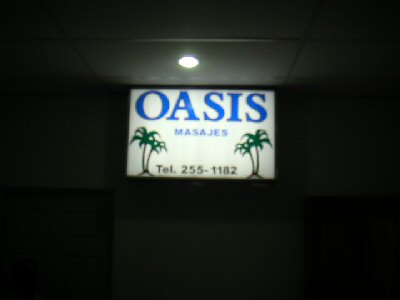 OASIS
MASAJES
Tel. 255-1182